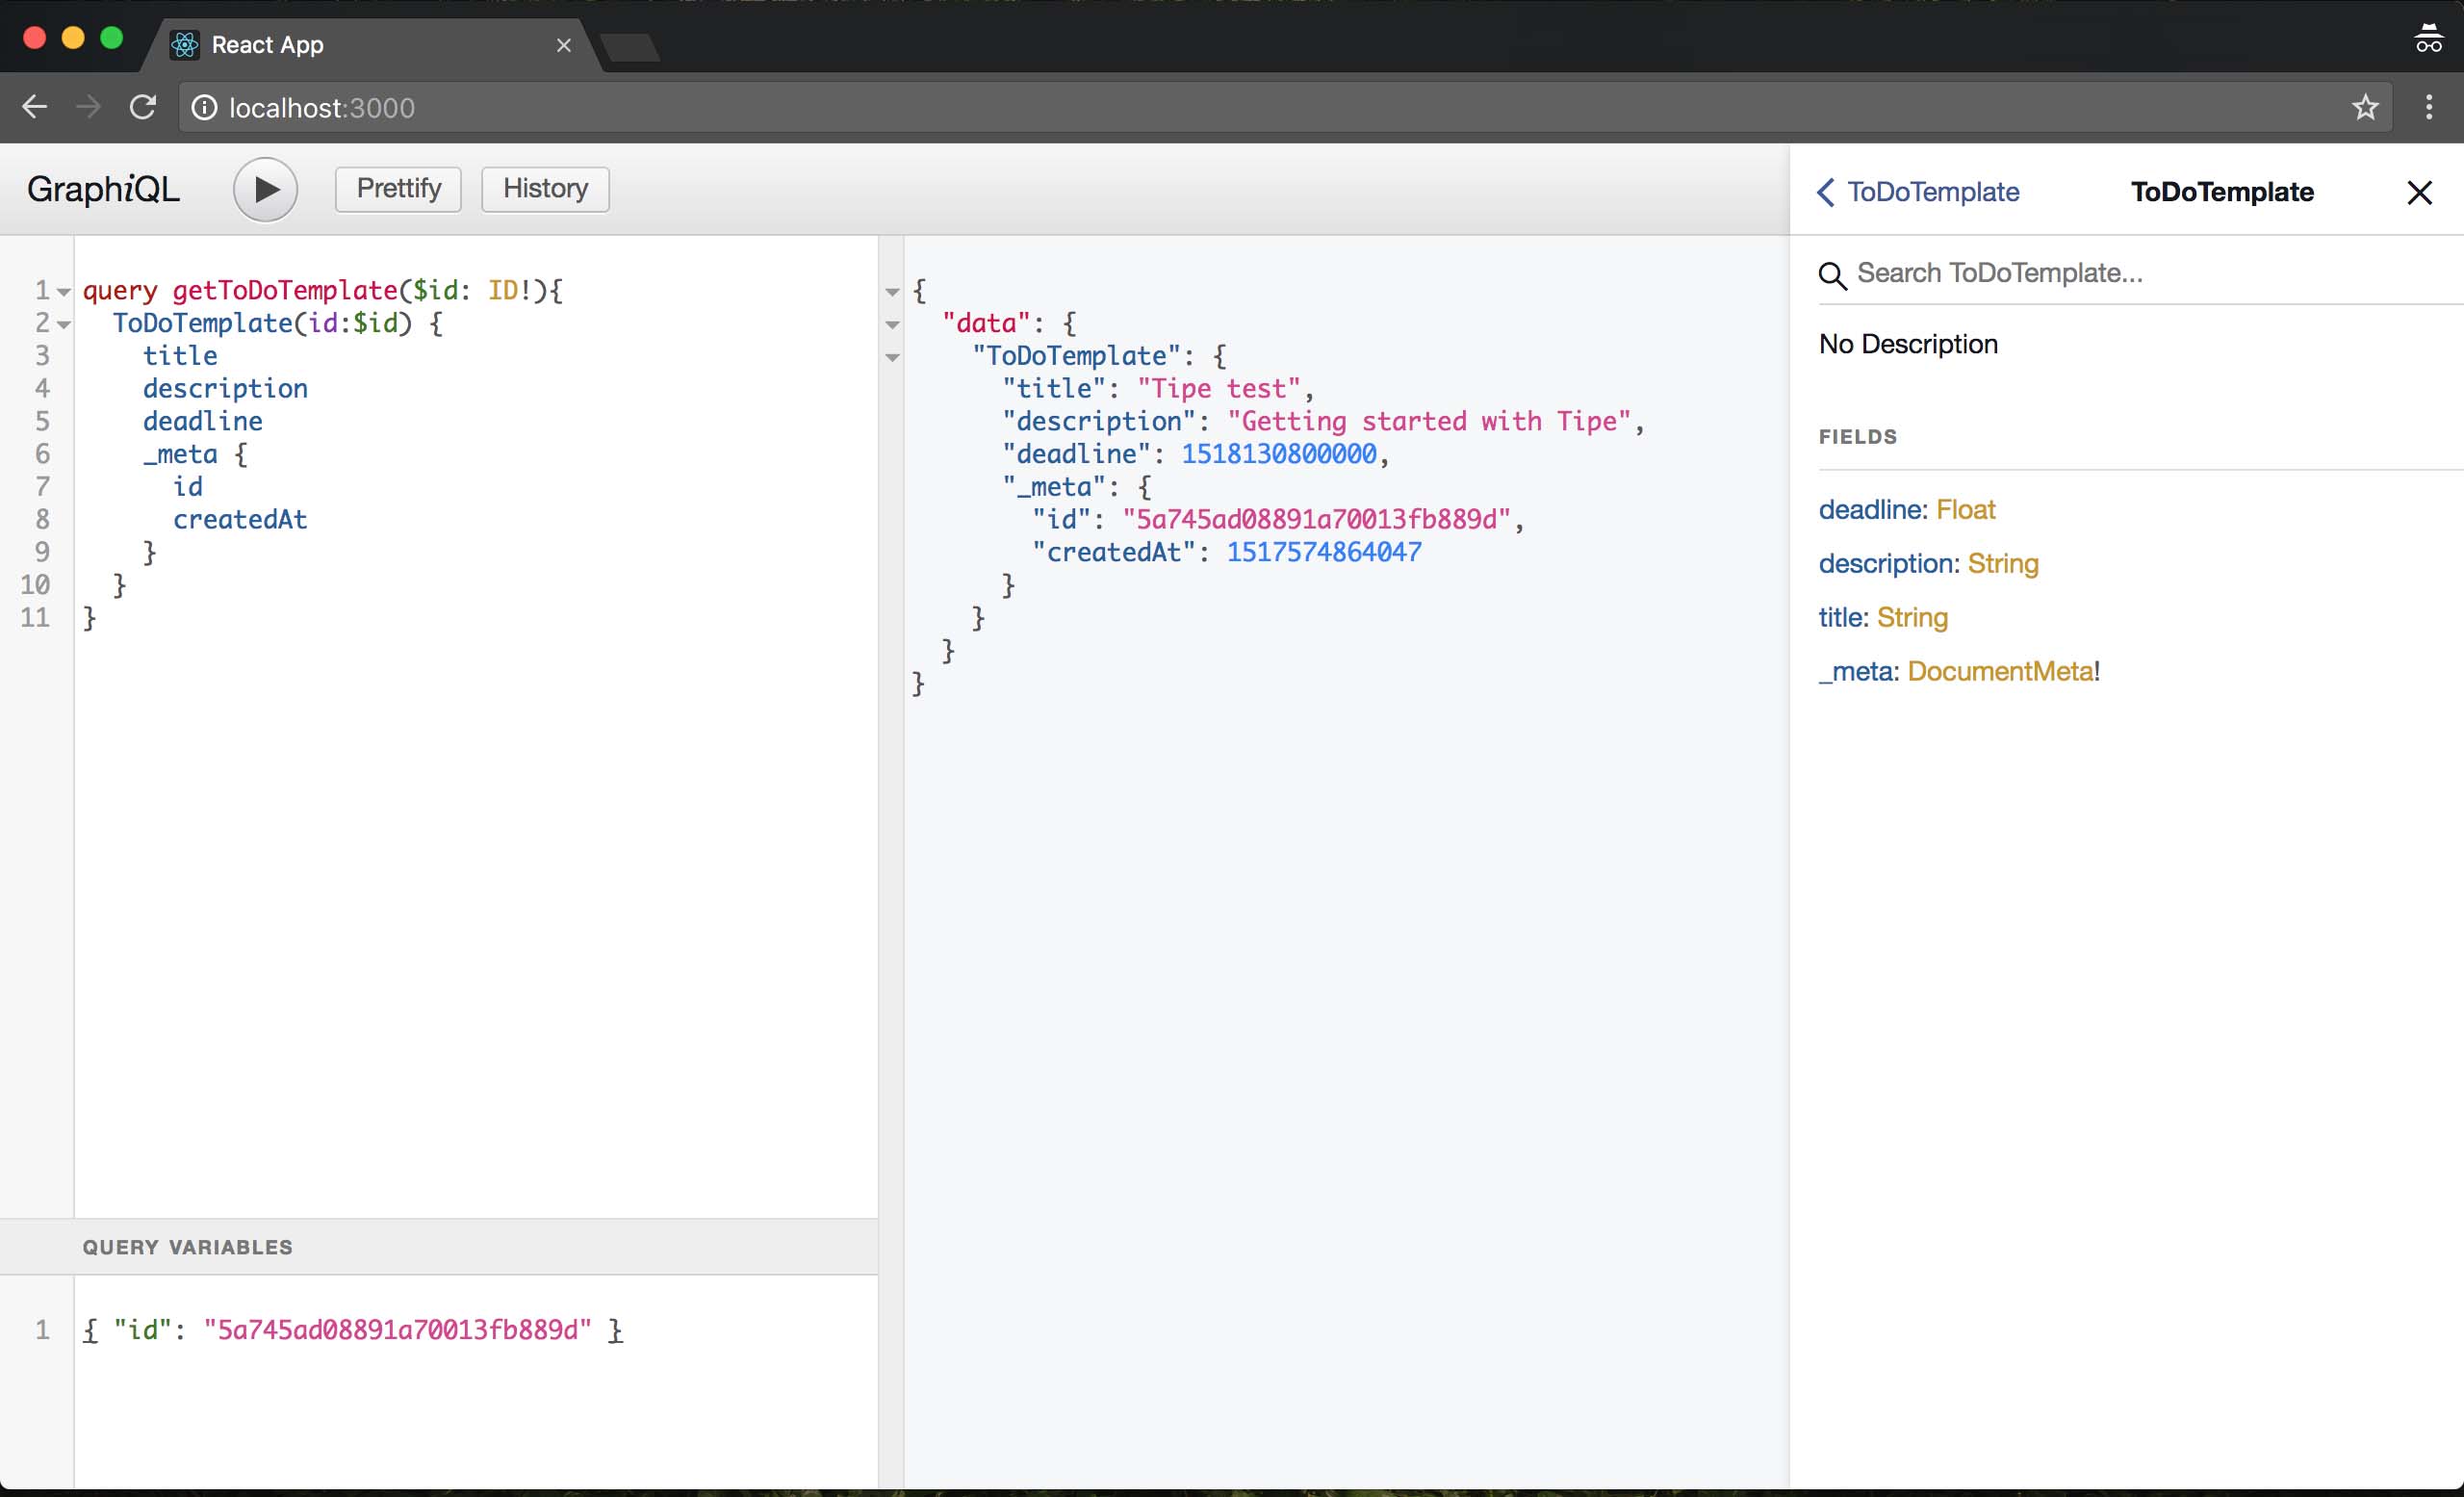 React App
localhost:3000
GraphiQL Prettify History
1 query getToDoTemplate($id: ID!){
2   ToDoTemplate(id:$id) {
3     title
4     description
5     deadline
6     _meta {
7       id
8       createdAt
9     }
10   }
11 }
QUERY VARIABLES
1 { "id": "5a745ad08891a70013fb889d" }
{
  "data": {
    "ToDoTemplate": {
      "title": "Tipe test",
      "description": "Getting started with Tipe",
      "deadline": 1518130800000,
      "_meta": {
        "id": "5a745ad08891a70013fb889d",
        "createdAt": 1517574864047
      }
    }
  }
}
ToDoTemplate ToDoTemplate
Search ToDoTemplate...
No Description
FIELDS
deadline: Float
description: String
title: String
_meta: DocumentMeta!